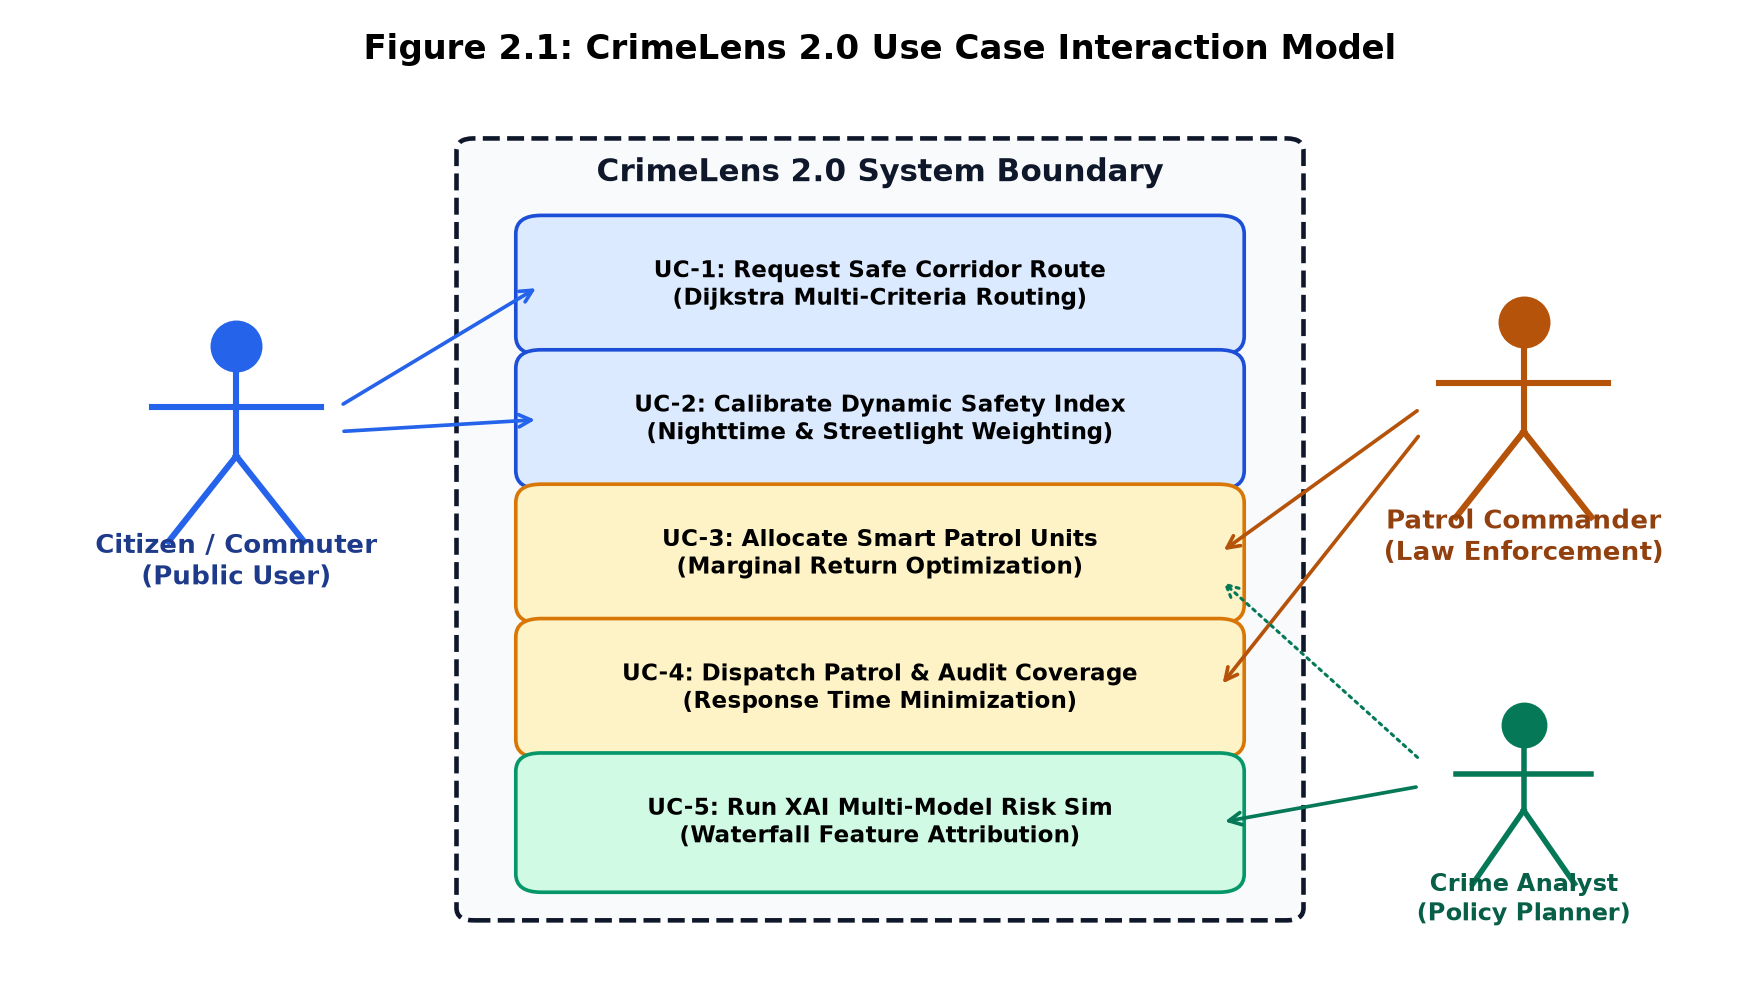 Figure 2.1: CrimeLens 2.0 Use Case Interaction Model
CrimeLens 2.0 System Boundary
UC-1: Request Safe Corridor Route
(Dijkstra Multi-Criteria Routing)
UC-2: Calibrate Dynamic Safety Index
(Nighttime & Streetlight Weighting)
UC-3: Allocate Smart Patrol Units
(Marginal Return Optimization)
UC-4: Dispatch Patrol & Audit Coverage
(Response Time Minimization)
UC-5: Run XAI Multi-Model Risk Sim
(Waterfall Feature Attribution)
Citizen / Commuter
(Public User)
Patrol Commander
(Law Enforcement)
Crime Analyst
(Policy Planner)